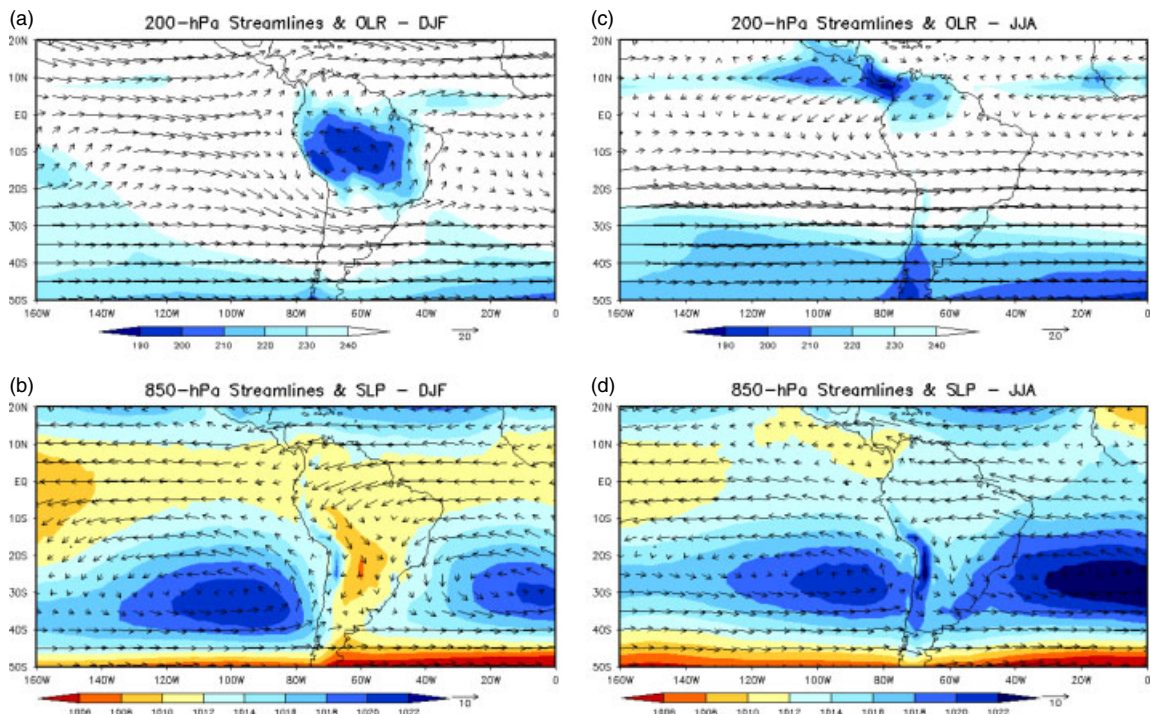 (a)
200-hPa Streamlines & OLR - DJF
20N
10N
EQ
10S
20S
30S
40S
50S
160W 140W 120W 100W 80W 60W 40W 20W 0
190 200 210 220 230 240
20
(c)
200-hPa Streamlines & OLR - JJA
20N
10N
EQ
10S
20S
30S
40S
50S
160W 140W 120W 100W 80W 60W 40W 20W 0
190 200 210 220 230 240
20
(b)
850-hPa Streamlines & SLP - DJF
20N
10N
EQ
10S
20S
30S
40S
50S
160W 140W 120W 100W 80W 60W 40W 20W 0
1006 1008 1010 1012 1014 1016 1018 1020 1022
10
(d)
850-hPa Streamlines & SLP - JJA
20N
10N
EQ
10S
20S
30S
40S
50S
160W 140W 120W 100W 80W 60W 40W 20W 0
1006 1008 1010 1012 1014 1016 1018 1020 1022
10